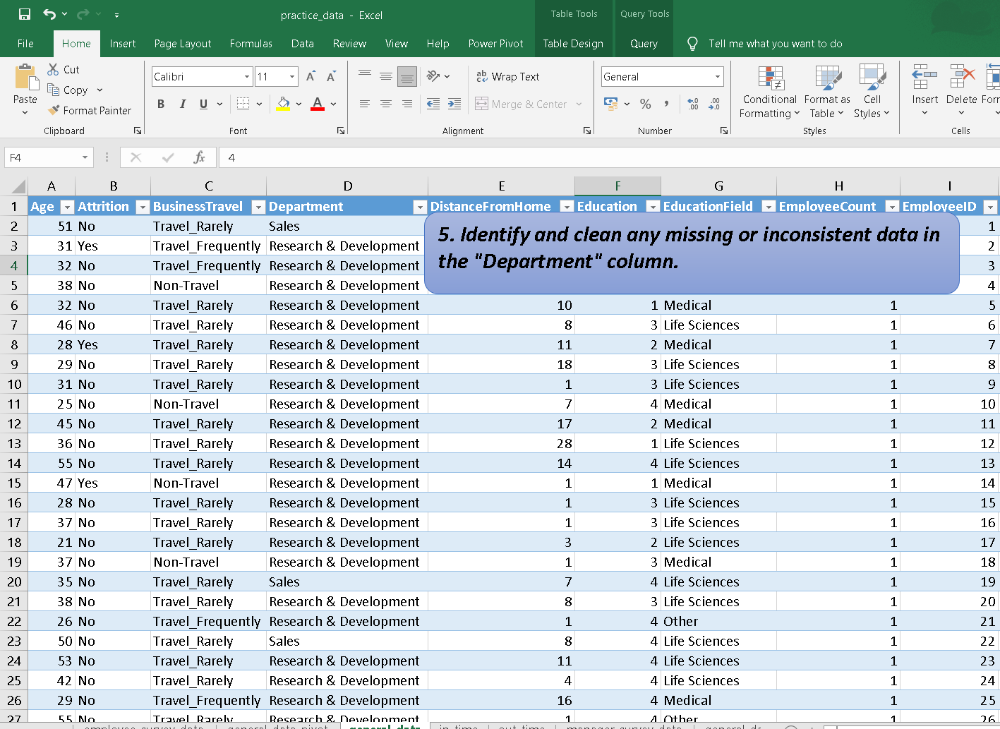 practice_data - Excel
Table Tools
Query Tools
File Home Insert Page Layout Formulas Data Review View Help Power Pivot Table Design Query Tell me what you want to do
Paste
Cut
Copy
Format Painter
Clipboard
Calibri 11
B I U
Font
Wrap Text
Merge & Center
Alignment
General
Number
Conditional Formatting
Format as Table
Cell Styles
Styles
Insert Delete
Cells
F4 fx 4
A B C D E F G H I
1 Age Attrition BusinessTravel Department DistanceFromHome Education EducationField EmployeeCount EmployeeID
5. Identify and clean any missing or inconsistent data in
the "Department" column.
2 51 No Travel_Rarely Sales 1
3 31 Yes Travel_Frequently Research & Development 2
4 32 No Travel_Frequently Research & Development 3
5 38 No Non-Travel Research & Development 4
6 32 No Travel_Rarely Research & Development 10 1 Medical 1 5
7 46 No Travel_Rarely Research & Development 8 3 Life Sciences 1 6
8 28 Yes Travel_Rarely Research & Development 11 2 Medical 1 7
9 29 No Travel_Rarely Research & Development 18 3 Life Sciences 1 8
10 31 No Travel_Rarely Research & Development 1 3 Life Sciences 1 9
11 25 No Non-Travel Research & Development 7 4 Medical 1 10
12 45 No Travel_Rarely Research & Development 17 2 Medical 1 11
13 36 No Travel_Rarely Research & Development 28 1 Life Sciences 1 12
14 55 No Travel_Rarely Research & Development 14 4 Life Sciences 1 13
15 47 Yes Non-Travel Research & Development 1 1 Medical 1 14
16 28 No Travel_Rarely Research & Development 1 3 Life Sciences 1 15
17 37 No Travel_Rarely Research & Development 1 3 Life Sciences 1 16
18 21 No Travel_Rarely Research & Development 3 2 Life Sciences 1 17
19 37 No Non-Travel Research & Development 1 3 Medical 1 18
20 35 No Travel_Rarely Sales 7 4 Life Sciences 1 19
21 38 No Travel_Rarely Research & Development 8 3 Life Sciences 1 20
22 26 No Travel_Frequently Research & Development 1 4 Other 1 21
23 50 No Travel_Rarely Sales 8 4 Life Sciences 1 22
24 53 No Travel_Rarely Research & Development 11 4 Life Sciences 1 23
25 42 No Travel_Rarely Research & Development 4 4 Life Sciences 1 24
26 29 No Travel_Frequently Research & Development 16 4 Medical 1 25
27 55 No Travel_Rarely Research & Development 1 4 Other 1 26
employee_survey_data general_data_pivot general_data in_time out_time manager_survey_data